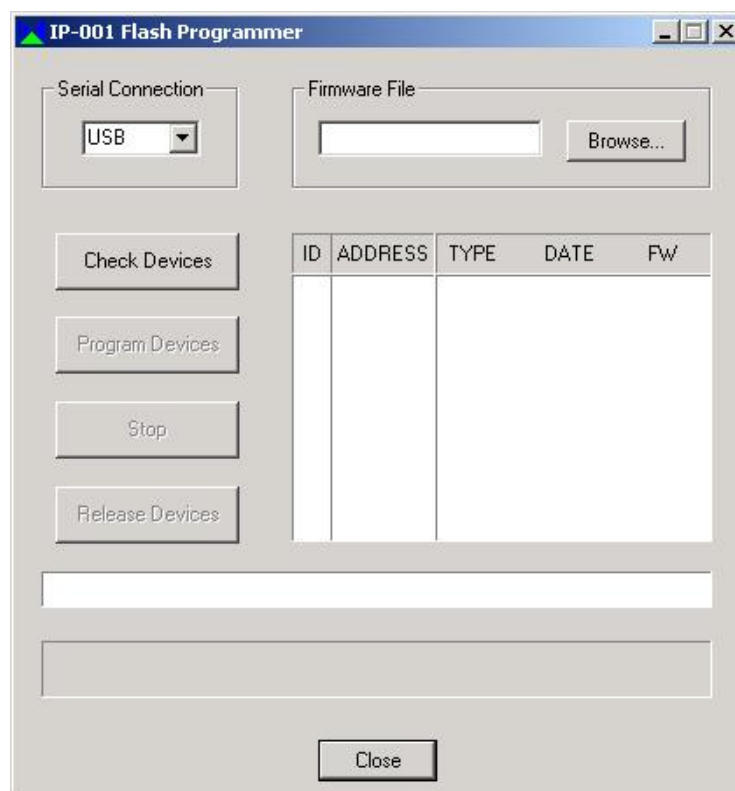 IP-001 Flash Programmer
Serial Connection
Firmware File
USB
Browse...
Check Devices
ID ADDRESS TYPE DATE FW
Program Devices
Stop
Release Devices
Close